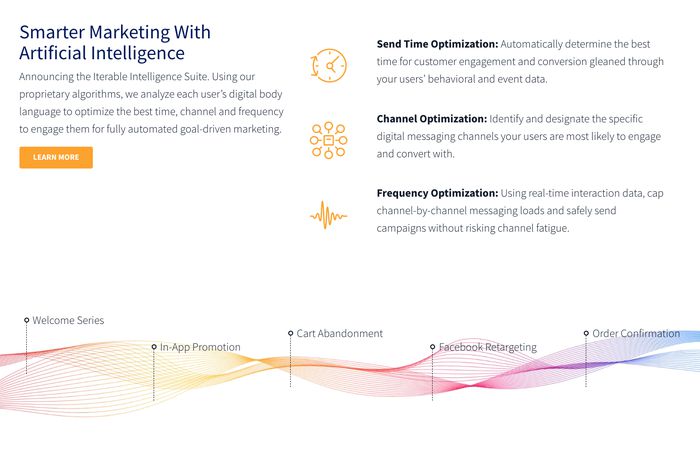 Smarter Marketing With
Artificial Intelligence
Announcing the Iterable Intelligence Suite. Using our
proprietary algorithms, we analyze each user's digital body
language to optimize the best time, channel and frequency
to engage them for fully automated goal-driven marketing.
LEARN MORE
Send Time Optimization: Automatically determine the best
time for customer engagement and conversion gleaned through
your users' behavioral and event data.
Channel Optimization: Identify and designate the specific
digital messaging channels your users are most likely to engage
and convert with.
Frequency Optimization: Using real-time interaction data, cap
channel-by-channel messaging loads and safely send
campaigns without risking channel fatigue.
Welcome Series
In-App Promotion
Cart Abandonment
Facebook Retargeting
Order Confirmation